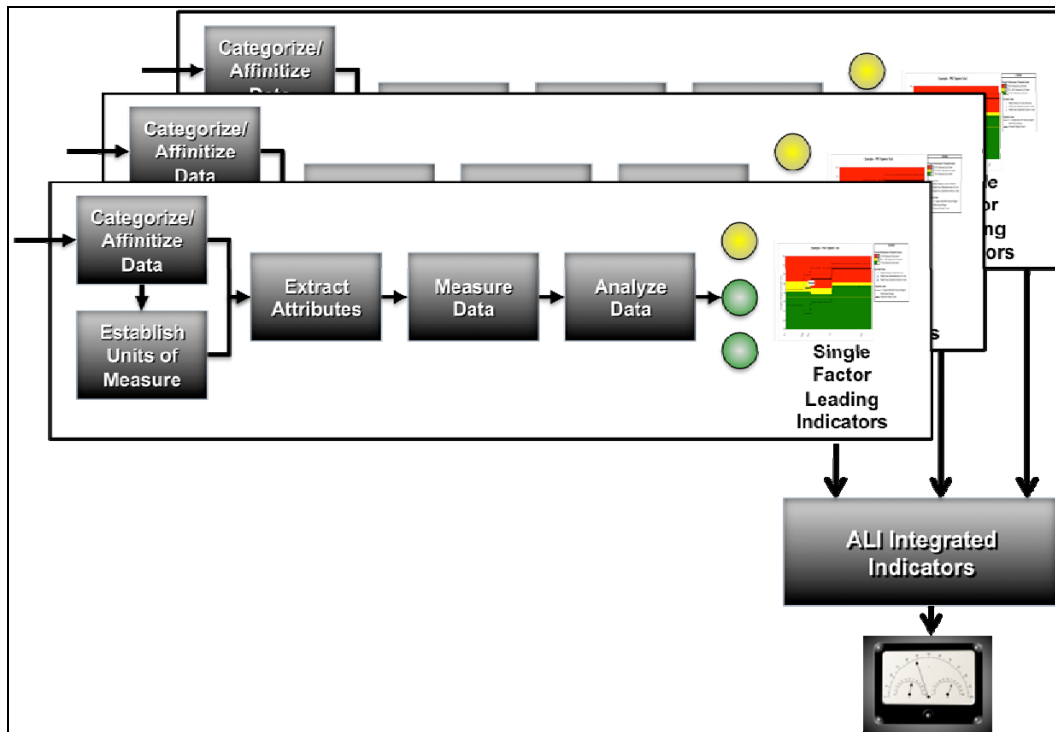 Categorize/
Affinitize
Data
Categorize/
Affinitize
Data
Categorize/
Affinitize
Data
Establish
Units of
Measure
Extract
Attributes
Measure
Data
Analyze
Data
Single
Factor
Leading
Indicators
ALI Integrated
Indicators